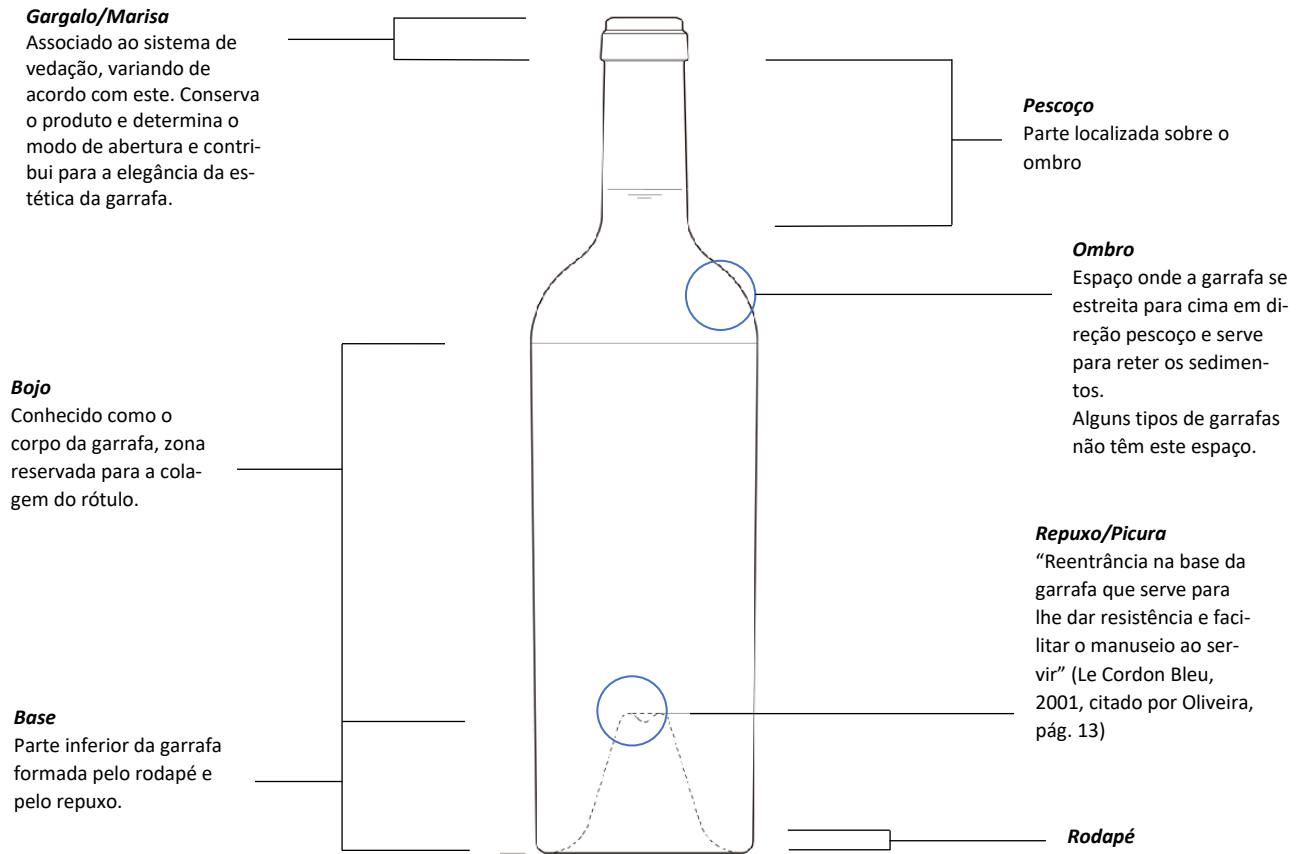 Gargalo/Marisa
Associado ao sistema de
vedação, variando de
acordo com este. Conserva
o produto e determina o
modo de abertura e contri-
bui para a elegância da es-
tética da garrafa.
Pescoço
Parte localizada sobre o
ombro
Ombro
Espaço onde a garrafa se
estreita para cima em di-
reção pescoço e serve
para reter os sedimen-
tos.
Alguns tipos de garrafas
não têm este espaço.
Bojo
Conhecido como o
corpo da garrafa, zona
reservada para a cola-
gem do rótulo.
Repuxo/Picura
“Reentrância na base da
garrafa que serve para
lhe dar resistência e faci-
litar o manuseio ao ser-
vir” (Le Cordon Bleu,
2001, citado por Oliveira,
pág. 13)
Base
Parte inferior da garrafa
formada pelo rodapé e
pelo repuxo.
Rodapé